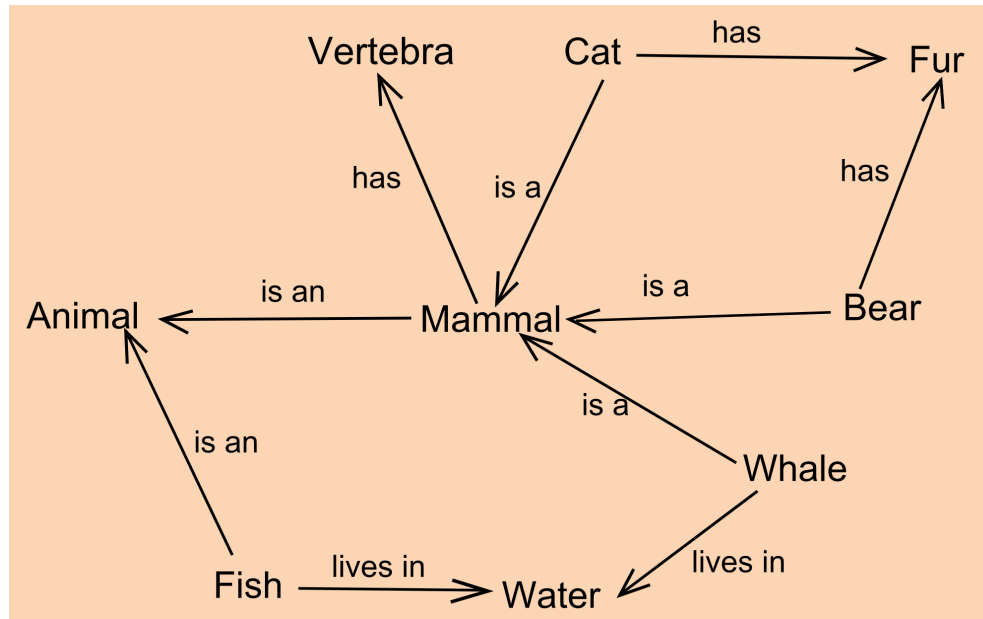 has
Vertebra
Cat
Fur
has
is a
has
is an
is a
Animal
Mammal
Bear
is a
is an
Whale
lives in
lives in
Fish
Water